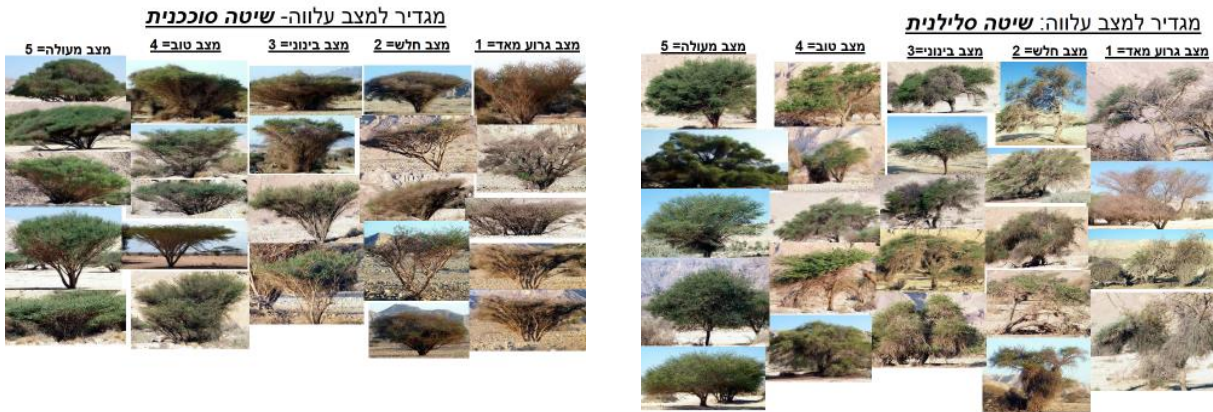 מגדיר למצב עלווה: שיטה סלילנית
מצב גרוע מאד= 1 מצב חלש= 2 מצב בינוני=3 מצב טוב= 4 מצב מעולה= 5
מגדיר למצב עלווה- שיטה סוככנית
מצב גרוע מאד= 1 מצב חלש= 2 מצב בינוני= 3 מצב טוב= 4 מצב מעולה= 5